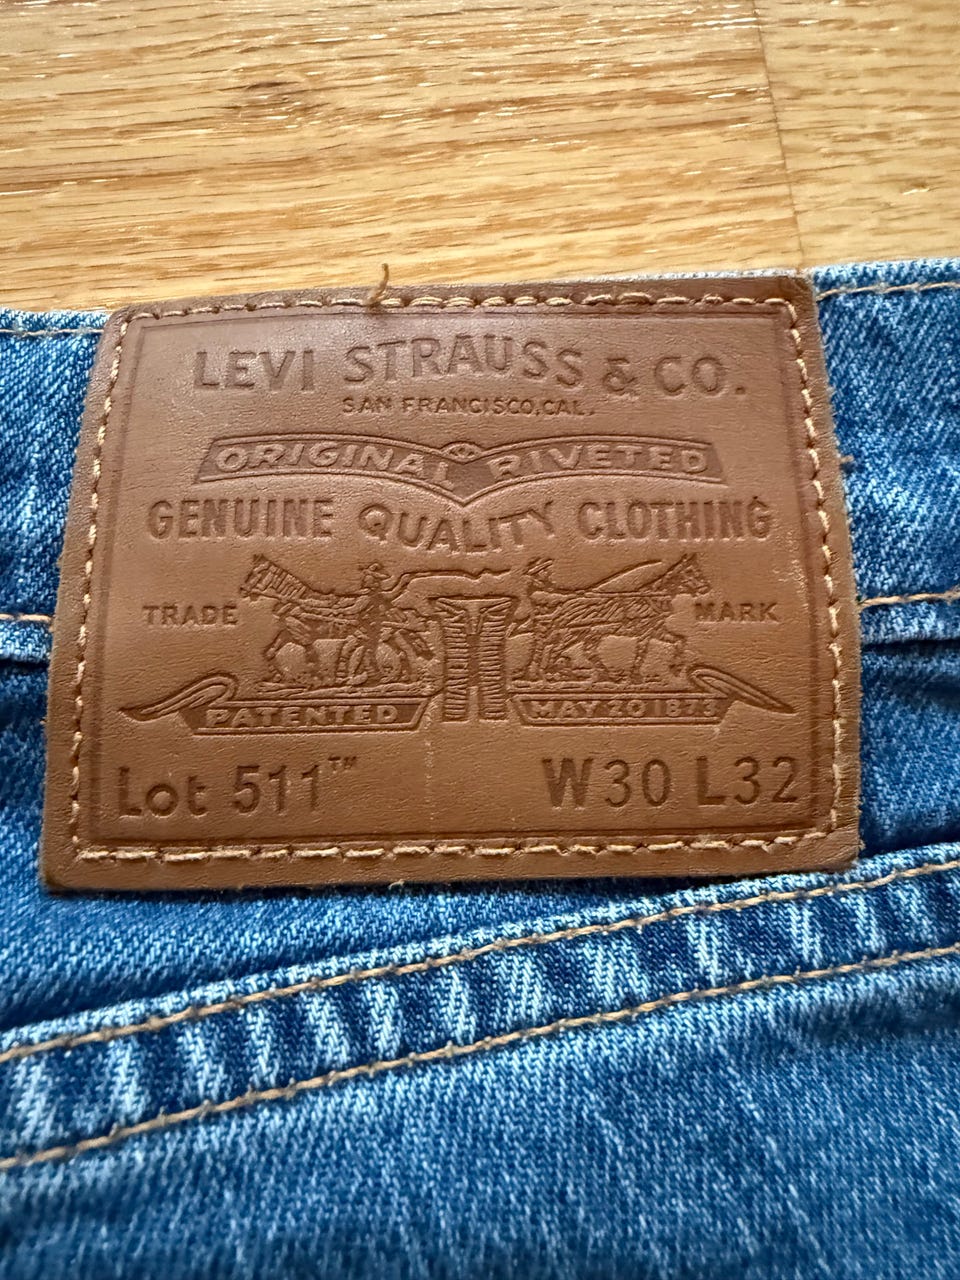 LEVI STRAUSS & CO.
SAN FRANCISCO, CAL.
ORIGINAL RIVETED
GENUINE QUALITY CLOTHING
TRADE MARK
PATENTED MAY 20 1873
Lot 511™ W30 L32